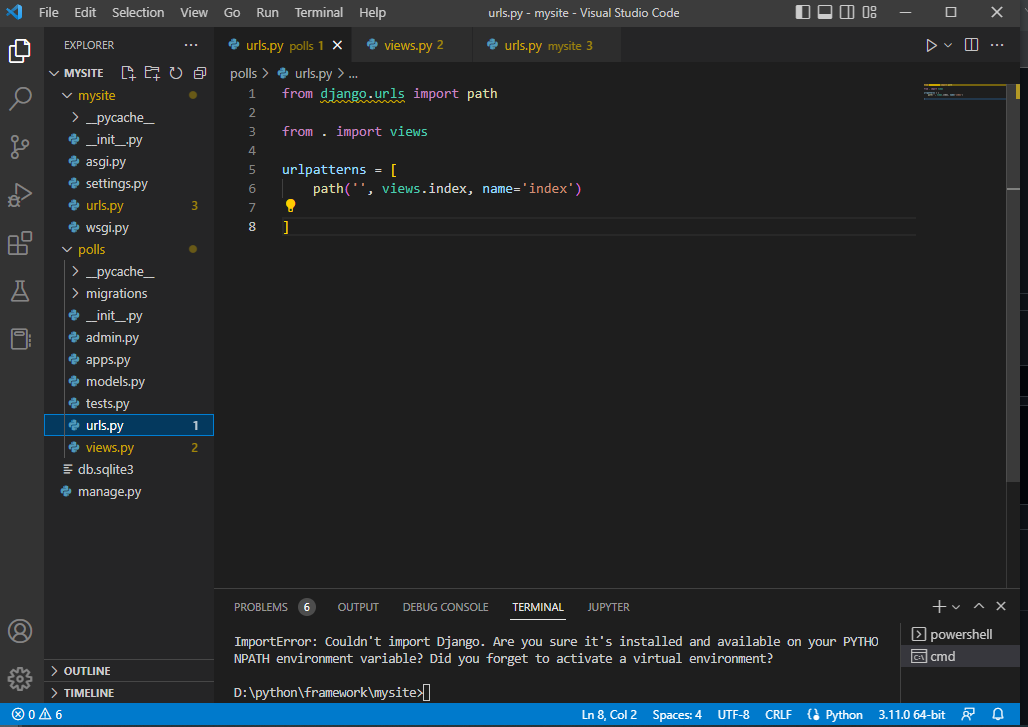 File Edit Selection View Go Run Terminal Help urls.py - mysite - Visual Studio Code
EXPLORER ...
urls.py polls 1 views.py 2 urls.py mysite 3
MYSITE
polls > urls.py > ...
mysite
__pycache__
__init__.py
asgi.py
settings.py
urls.py 3
wsgi.py
polls
__pycache__
migrations
__init__.py
admin.py
apps.py
models.py
tests.py
urls.py 1
views.py 2
db.sqlite3
manage.py
OUTLINE
TIMELINE
1 from django.urls import path
2
3 from . import views
4
5 urlpatterns = [
6 path('', views.index, name='index')
7
8 ]
PROBLEMS 6 OUTPUT DEBUG CONSOLE TERMINAL JUPYTER
ImportError: Couldn't import Django. Are you sure it's installed and available on your PYTHO
NPATH environment variable? Did you forget to activate a virtual environment?
D:\python\framework\mysite>
powershell
cmd
0 6 Ln 8, Col 2 Spaces: 4 UTF-8 CRLF Python 3.11.0 64-bit